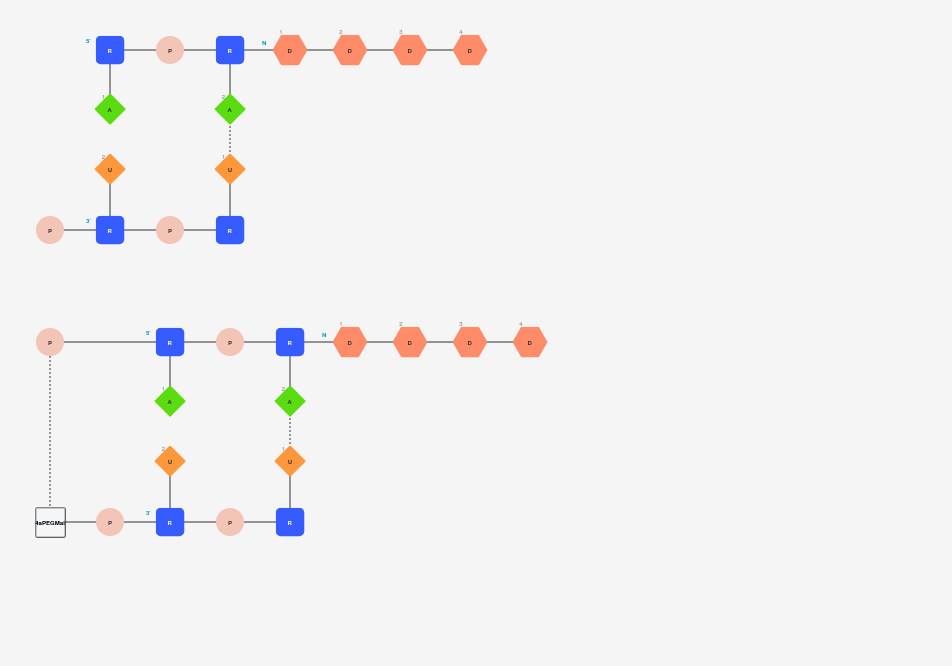 1 2 3 4
5' R P R N D D D D
1 2
A A
2 1
U U
3'
P R P R
1 2 3 4
5' N
P R P R D D D D
1 2
A A
2 1
U U
3'
4aPEGMal P R P R